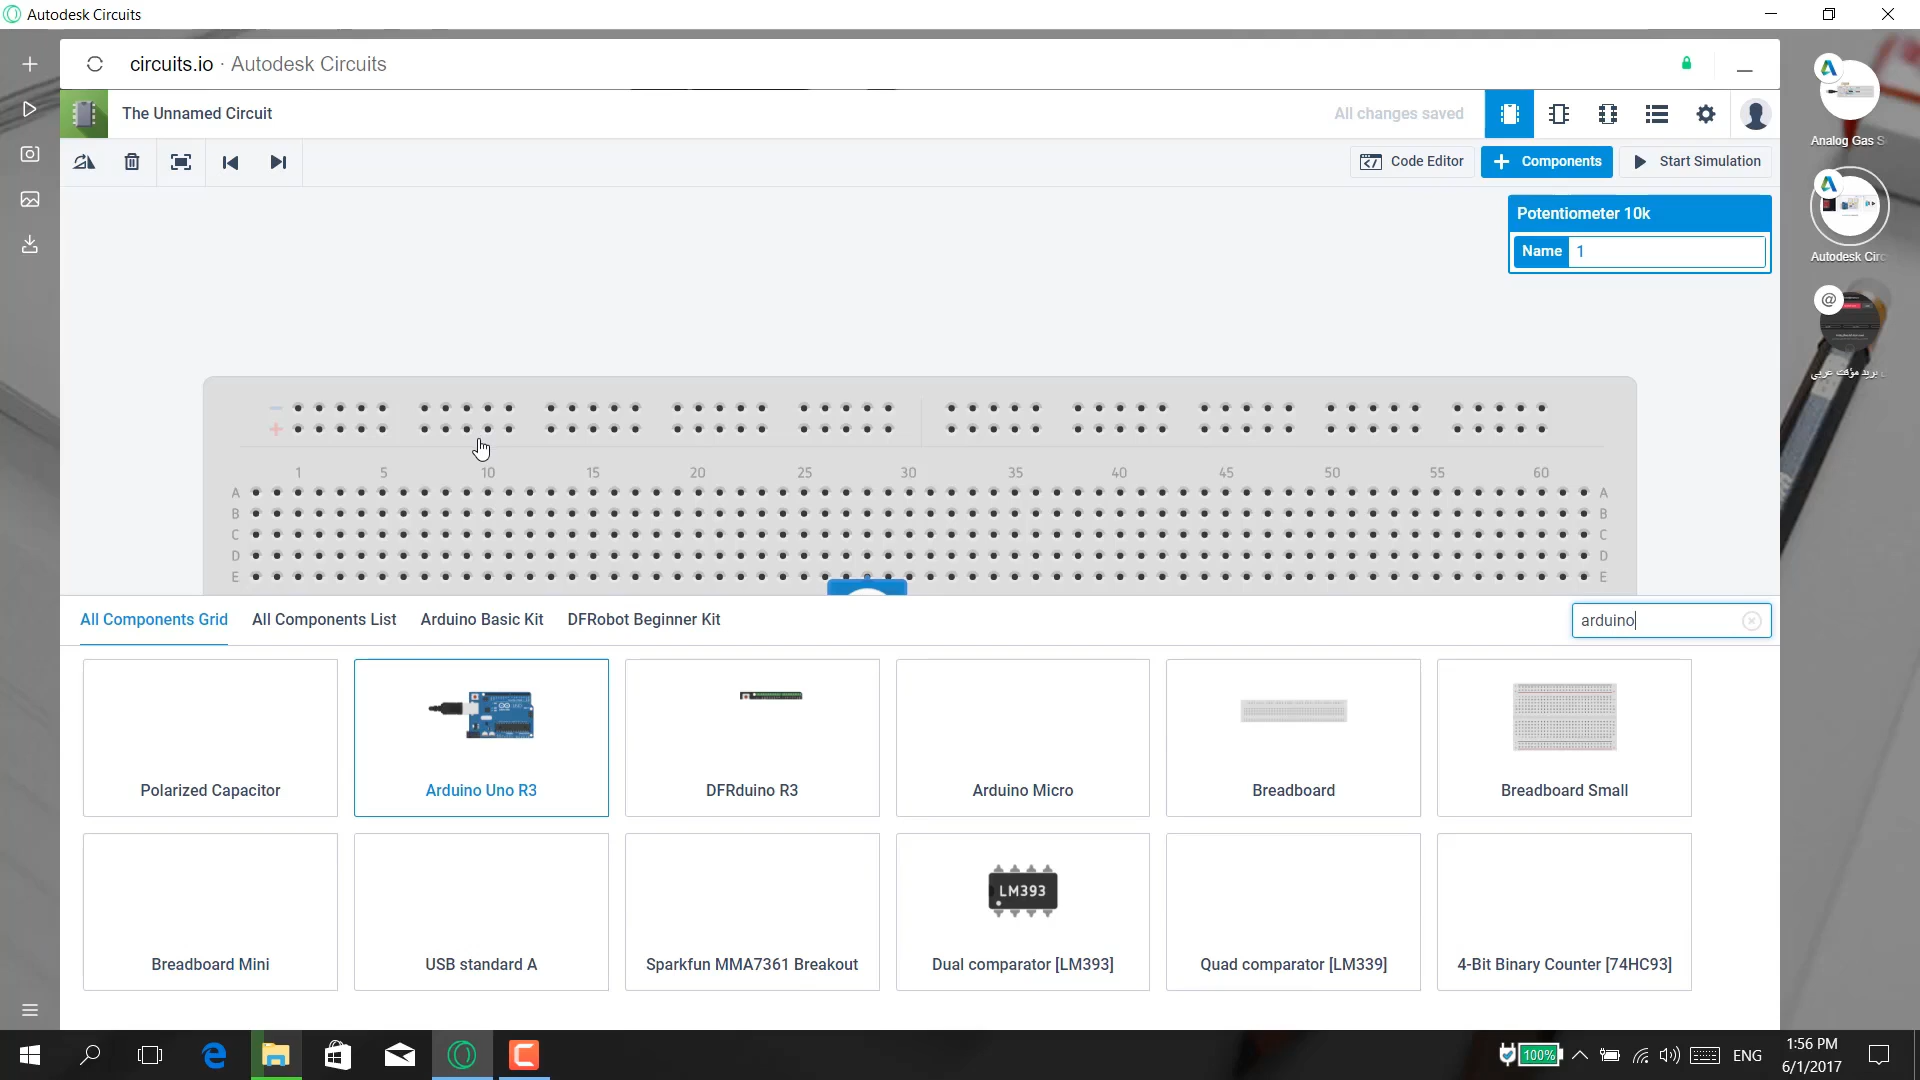 Autodesk Circuits
circuits.io · Autodesk Circuits
The Unnamed Circuit
All changes saved
Code Editor
Components
Start Simulation
Potentiometer 10k
Name 1
Analog Gas S
Autodesk Circ
بريد مؤقت عربي
1 5 10 15 20 25 30 35 40 45 50 55 60
A A
B B
C C
D D
E E
All Components Grid All Components List Arduino Basic Kit DFRobot Beginner Kit arduino
Polarized Capacitor Arduino Uno R3 DFRduino R3 Arduino Micro Breadboard Breadboard Small
LM393
Breadboard Mini USB standard A Sparkfun MMA7361 Breakout Dual comparator [LM393] Quad comparator [LM339] 4-Bit Binary Counter [74HC93]
100% ENG 1:56 PM
6/1/2017